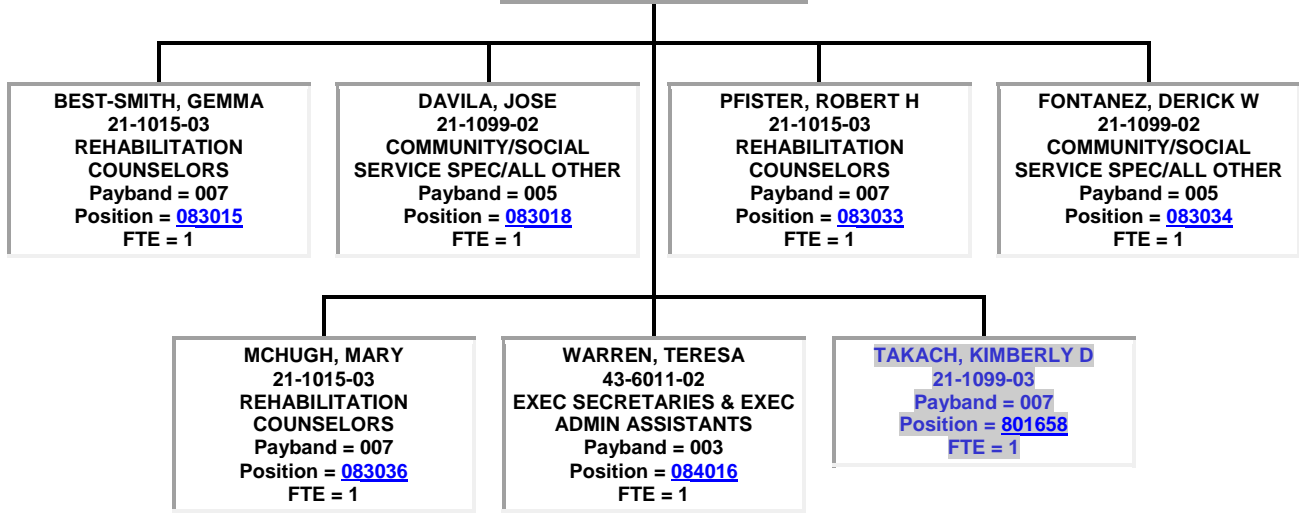 BEST-SMITH, GEMMA
21-1015-03
REHABILITATION
COUNSELORS
Payband = 007
Position = 083015
FTE = 1
DAVILA, JOSE
21-1099-02
COMMUNITY/SOCIAL
SERVICE SPEC/ALL OTHER
Payband = 005
Position = 083018
FTE = 1
PFISTER, ROBERT H
21-1015-03
REHABILITATION
COUNSELORS
Payband = 007
Position = 083033
FTE = 1
FONTANEZ, DERICK W
21-1099-02
COMMUNITY/SOCIAL
SERVICE SPEC/ALL OTHER
Payband = 005
Position = 083034
FTE = 1
MCHUGH, MARY
21-1015-03
REHABILITATION
COUNSELORS
Payband = 007
Position = 083036
FTE = 1
WARREN, TERESA
43-6011-02
EXEC SECRETARIES & EXEC
ADMIN ASSISTANTS
Payband = 003
Position = 084016
FTE = 1
TAKACH, KIMBERLY D
21-1099-03
Payband = 007
Position = 801658
FTE = 1